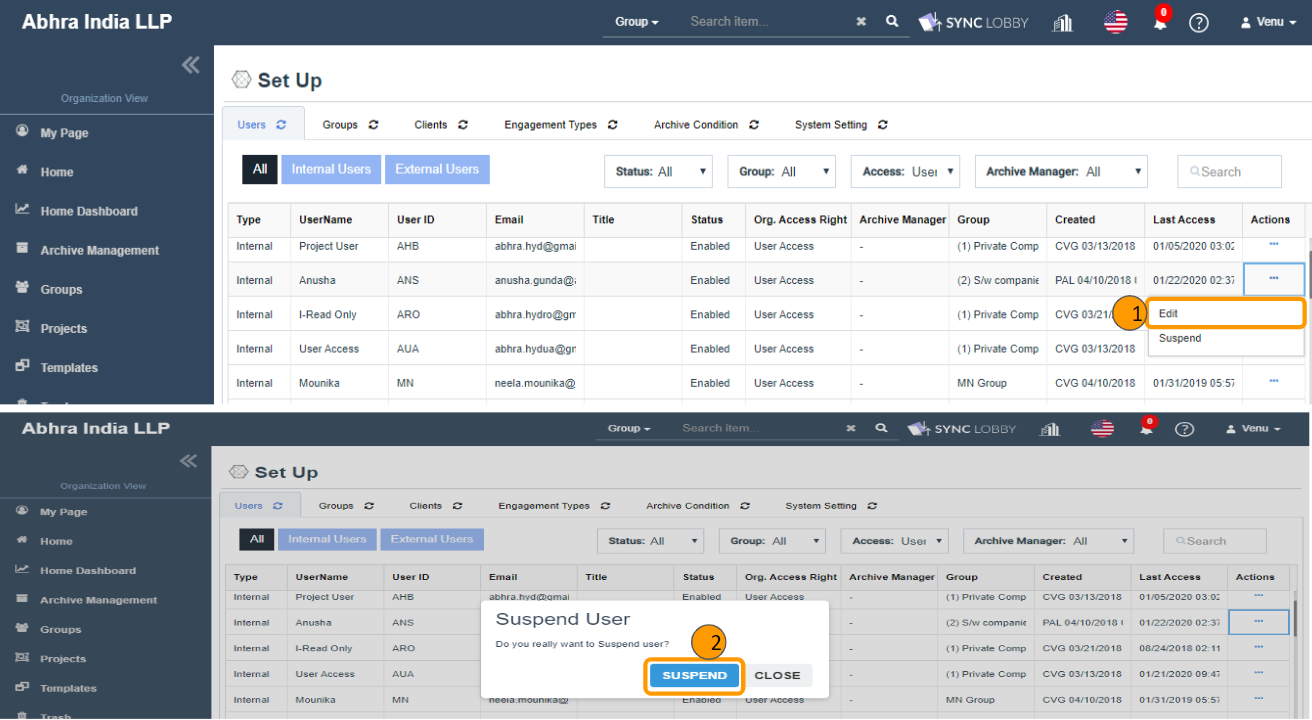 Abhra India LLP Group Search item... SYNC LOBBY 0 Venu
Organization View
Set Up
My Page
Home
Home Dashboard
Archive Management
Groups
Projects
Templates
Users Groups Clients Engagement Types Archive Condition System Setting
All Internal Users External Users Status: All Group: All Access: User Archive Manager: All Search
Type UserName User ID Email Title Status Org. Access Right Archive Manager Group Created Last Access Actions
Internal Project User AHB abhra.hyd@gmai Enabled User Access - (1) Private Comp CVG 03/13/2018 01/05/2020 03:02 ...
Internal Anusha ANS anusha.gunda@ Enabled User Access - (2) S/w companie PAL 04/10/2018 01/22/2020 02:37 ...
Internal I-Read Only ARO abhra.hydro@gm Enabled User Access - (1) Private Comp CVG 03/21/ 1 Edit
Suspend
Internal User Access AUA abhra.hydua@gm Enabled User Access - (1) Private Comp CVG 03/13/2018
Internal Mounika MN neela.mounika@ Enabled User Access - MN Group CVG 04/10/2018 01/31/2019 05:57 ...
Abhra India LLP Group Search item... SYNC LOBBY 0 Venu
Organization View
Set Up
My Page
Home
Home Dashboard
Archive Management
Groups
Projects
Templates
Trash
Users Groups Clients Engagement Types Archive Condition System Setting
All Internal Users External Users Status: All Group: All Access: User Archive Manager: All Search
Type UserName User ID Email Title Status Org. Access Right Archive Manager Group Created Last Access Actions
Internal Project User AHB abhra.hyd@gmai Enabled User Access - (1) Private Comp CVG 03/13/2018 01/05/2020 03:02 ...
Internal Anusha ANS (2) S/w companie PAL 04/10/2018 01/22/2020 02:37 ...
Internal I-Read Only ARO - (1) Private Comp CVG 03/21/2018 08/24/2018 02:11 ...
Internal User Access AUA - (1) Private Comp CVG 03/13/2018 01/21/2020 09:47 ...
Internal Mounika MN neela.mounika@ Enabled User Access - MN Group CVG 04/10/2018 01/31/2019 05:57 ...
Suspend User
Do you really want to Suspend user?
2
SUSPEND CLOSE